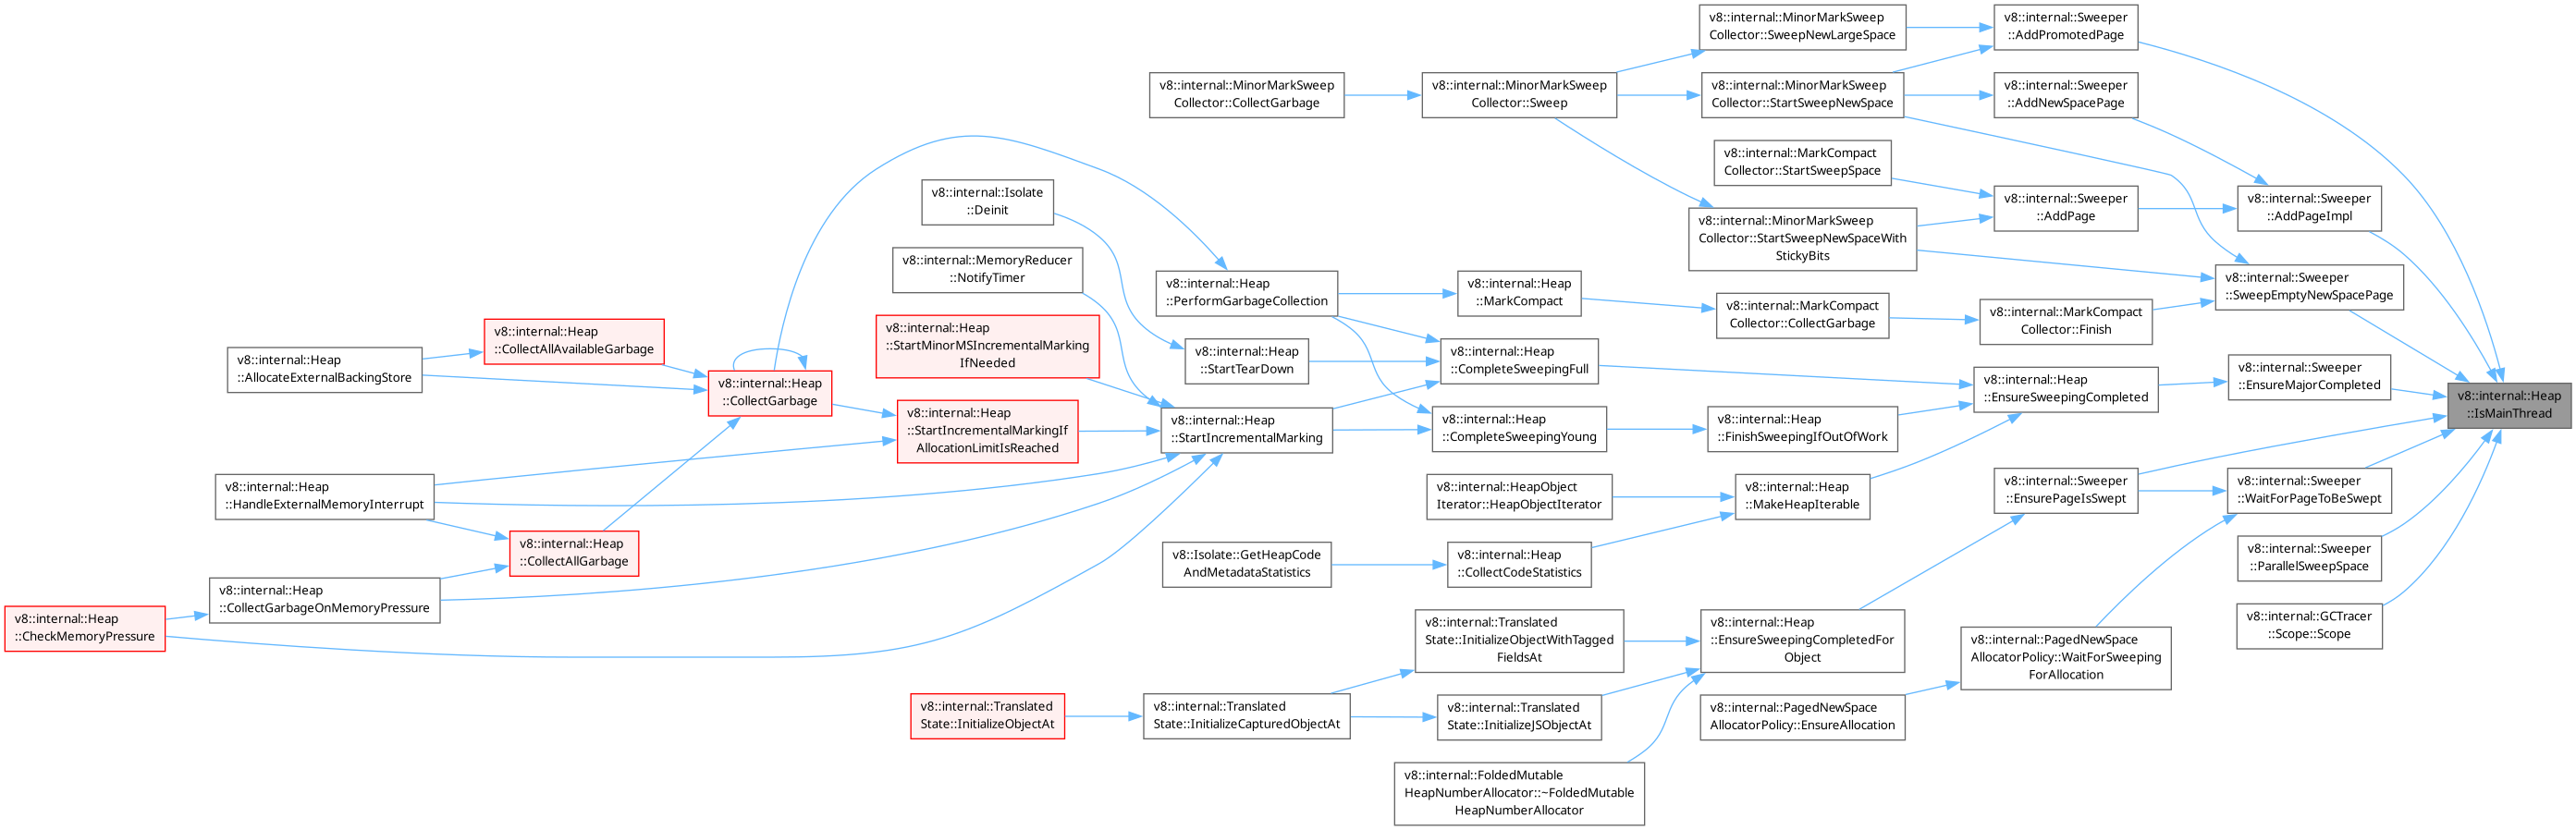 v8::internal::MinorMarkSweep
Collector::SweepNewLargeSpace
v8::internal::Sweeper
::AddPromotedPage
v8::internal::MinorMarkSweep
Collector::CollectGarbage
v8::internal::MinorMarkSweep
Collector::Sweep
v8::internal::MinorMarkSweep
Collector::StartSweepNewSpace
v8::internal::Sweeper
::AddNewSpacePage
v8::internal::MarkCompact
Collector::StartSweepSpace
v8::internal::Isolate
::Deinit
v8::internal::Sweeper
::AddPage
v8::internal::Sweeper
::AddPageImpl
v8::internal::MinorMarkSweep
Collector::StartSweepNewSpaceWith
StickyBits
v8::internal::MemoryReducer
::NotifyTimer
v8::internal::Heap
::PerformGarbageCollection
v8::internal::Heap
::MarkCompact
v8::internal::Sweeper
::SweepEmptyNewSpacePage
v8::internal::MarkCompact
Collector::CollectGarbage
v8::internal::MarkCompact
Collector::Finish
v8::internal::Heap
::StartMinorMSIncrementalMarking
IfNeeded
v8::internal::Heap
::CollectAllAvailableGarbage
v8::internal::Heap
::AllocateExternalBackingStore
v8::internal::Heap
::StartTearDown
v8::internal::Heap
::CompleteSweepingFull
v8::internal::Sweeper
::EnsureMajorCompleted
v8::internal::Heap
::EnsureSweepingCompleted
v8::internal::Heap
::CollectGarbage
v8::internal::Heap
::IsMainThread
v8::internal::Heap
::StartIncrementalMarkingIf
AllocationLimitIsReached
v8::internal::Heap
::StartIncrementalMarking
v8::internal::Heap
::CompleteSweepingYoung
v8::internal::Heap
::FinishSweepingIfOutOfWork
v8::internal::Heap
::HandleExternalMemoryInterrupt
v8::internal::HeapObject
Iterator::HeapObjectIterator
v8::internal::Heap
::MakeHeapIterable
v8::internal::Sweeper
::EnsurePageIsSwept
v8::internal::Sweeper
::WaitForPageToBeSwept
v8::internal::Heap
::CollectAllGarbage
v8::Isolate::GetHeapCode
AndMetadataStatistics
v8::internal::Heap
::CollectCodeStatistics
v8::internal::Sweeper
::ParallelSweepSpace
v8::internal::Heap
::CollectGarbageOnMemoryPressure
v8::internal::Heap
::CheckMemoryPressure
v8::internal::Translated
State::InitializeObjectWithTagged
FieldsAt
v8::internal::Heap
::EnsureSweepingCompletedFor
Object
v8::internal::GCTracer
::Scope::Scope
v8::internal::PagedNewSpace
AllocatorPolicy::WaitForSweeping
ForAllocation
v8::internal::Translated
State::InitializeObjectAt
v8::internal::Translated
State::InitializeCapturedObjectAt
v8::internal::Translated
State::InitializeJSObjectAt
v8::internal::PagedNewSpace
AllocatorPolicy::EnsureAllocation
v8::internal::FoldedMutable
HeapNumberAllocator::~FoldedMutable
HeapNumberAllocator